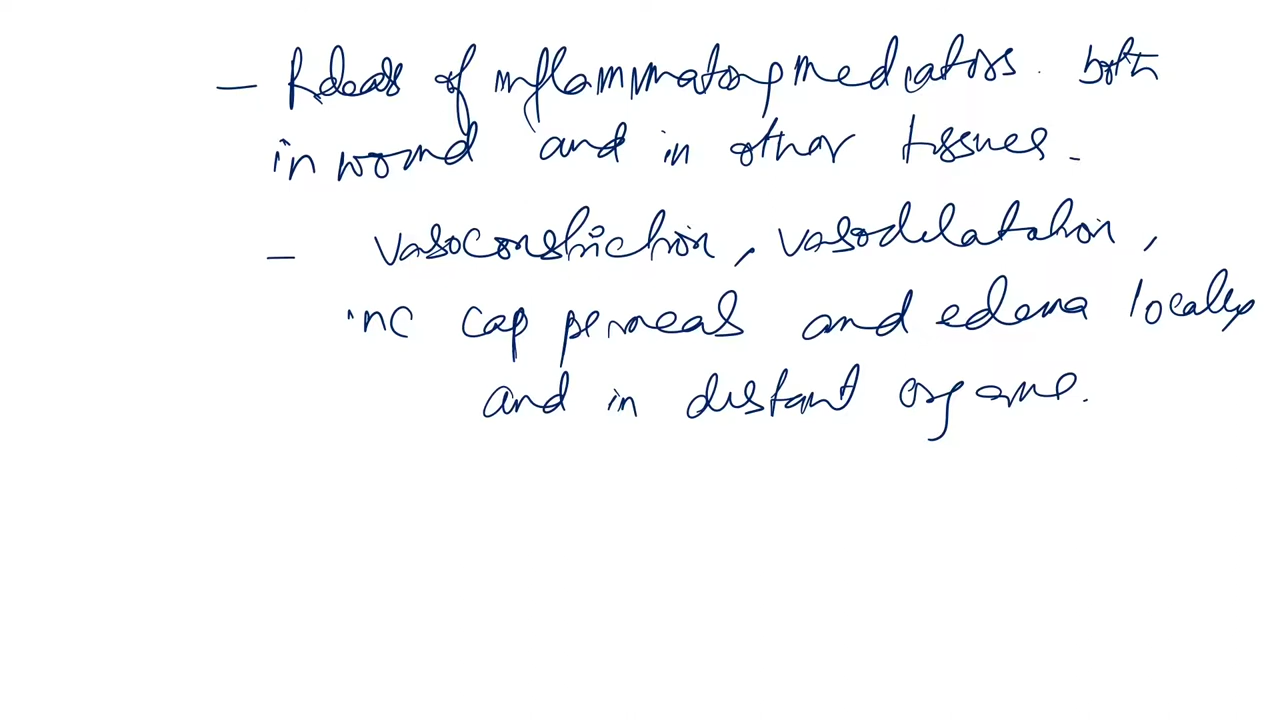 - Release of inflammatory mediators. both
in wound and in other tissues.
- vasoconstriction, vasodilatation,
inc cap permeab and edema locally
and in distant organs.